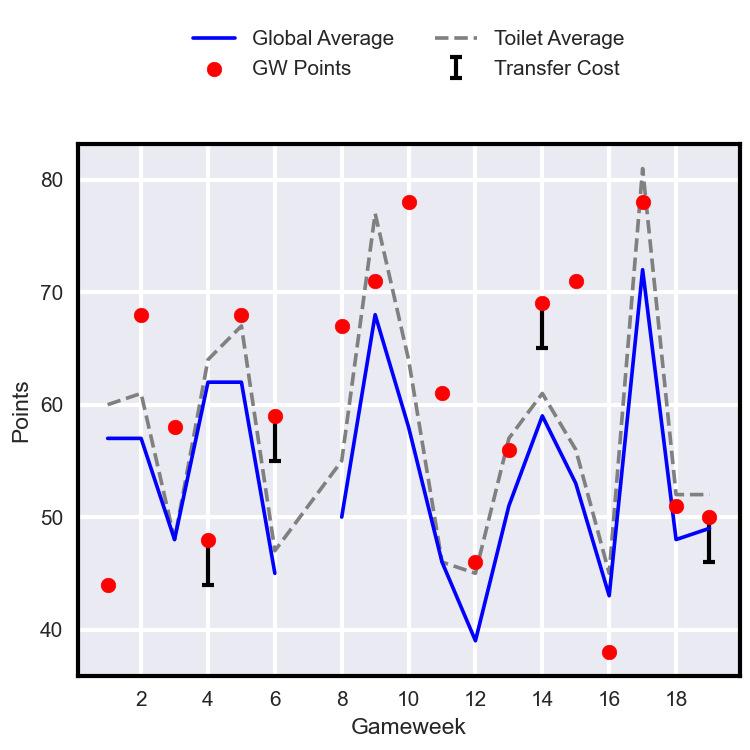 Global Average
Toilet Average
GW Points
Transfer Cost
80
70
60
50
40
Points
2 4 6 8 10 12 14 16 18
Gameweek